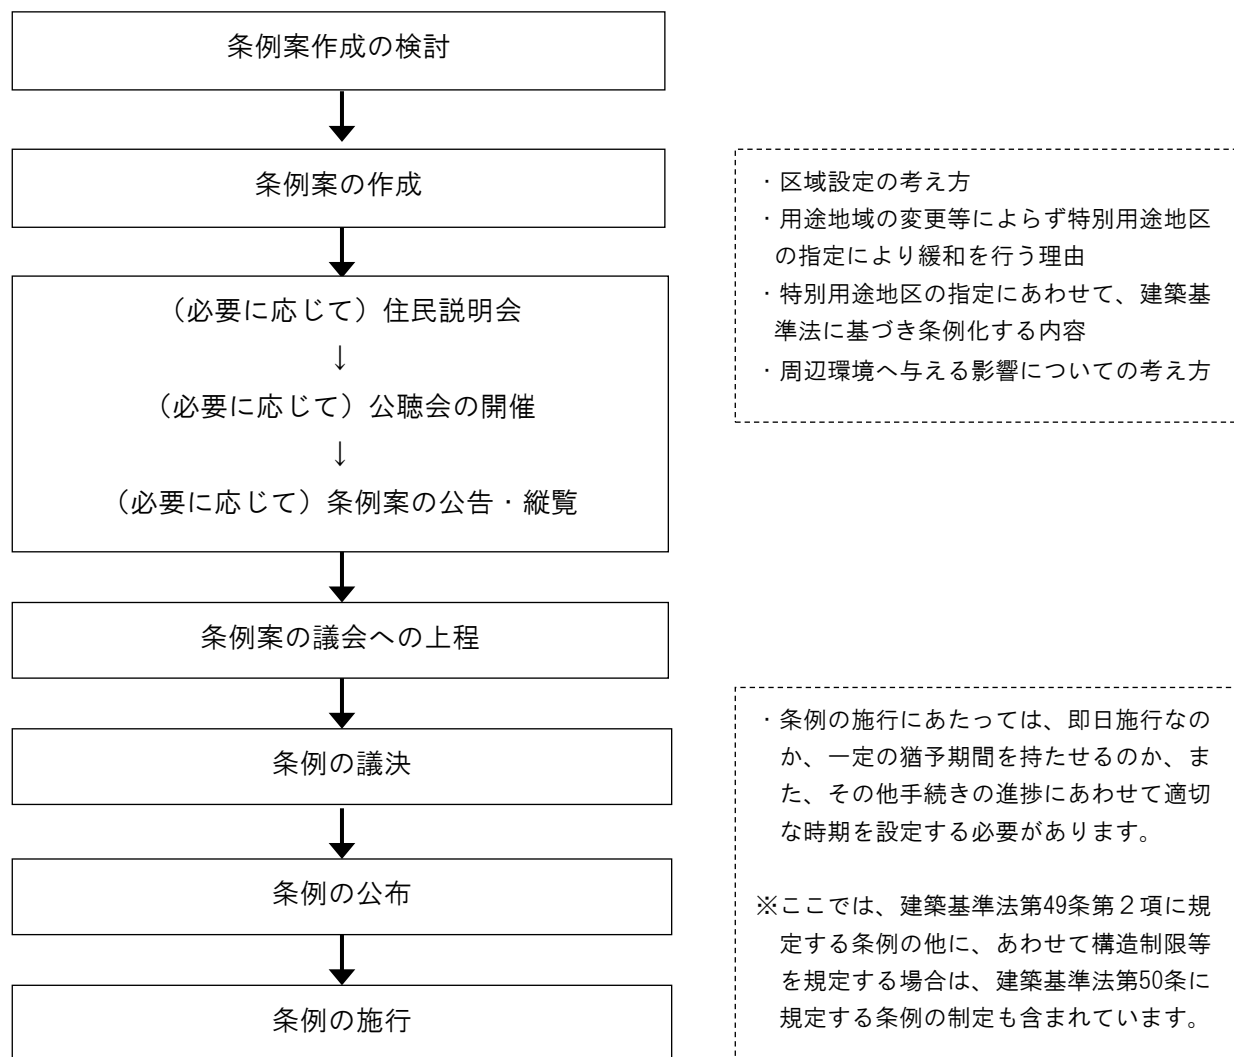 条例案作成の検討
条例案の作成
(必要に応じて)住民説明会
↓
(必要に応じて)公聴会の開催
↓
(必要に応じて)条例案の公告・縦覧
条例案の議会への上程
条例の議決
条例の公布
条例の施行
・区域設定の考え方
・用途地域の変更等によらず特別用途地区
の指定により緩和を行う理由
・特別用途地区の指定にあわせて、建築基
準法に基づき条例化する内容
・周辺環境へ与える影響についての考え方
・条例の施行にあたっては、即日施行なの
か、一定の猶予期間を持たせるのか、ま
た、その他手続きの進捗にあわせて適切
な時期を設定する必要があります。
※ここでは、建築基準法第49条第2項に規
定する条例の他に、あわせて構造制限等
を規定する場合は、建築基準法第50条に
規定する条例の制定も含まれています。